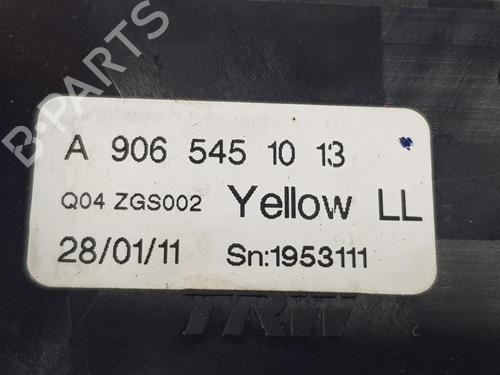 B-PARTS
A 906 545 10 13
Q04 ZGS002 Yellow LL
28/01/11 Sn:1953111
TRW